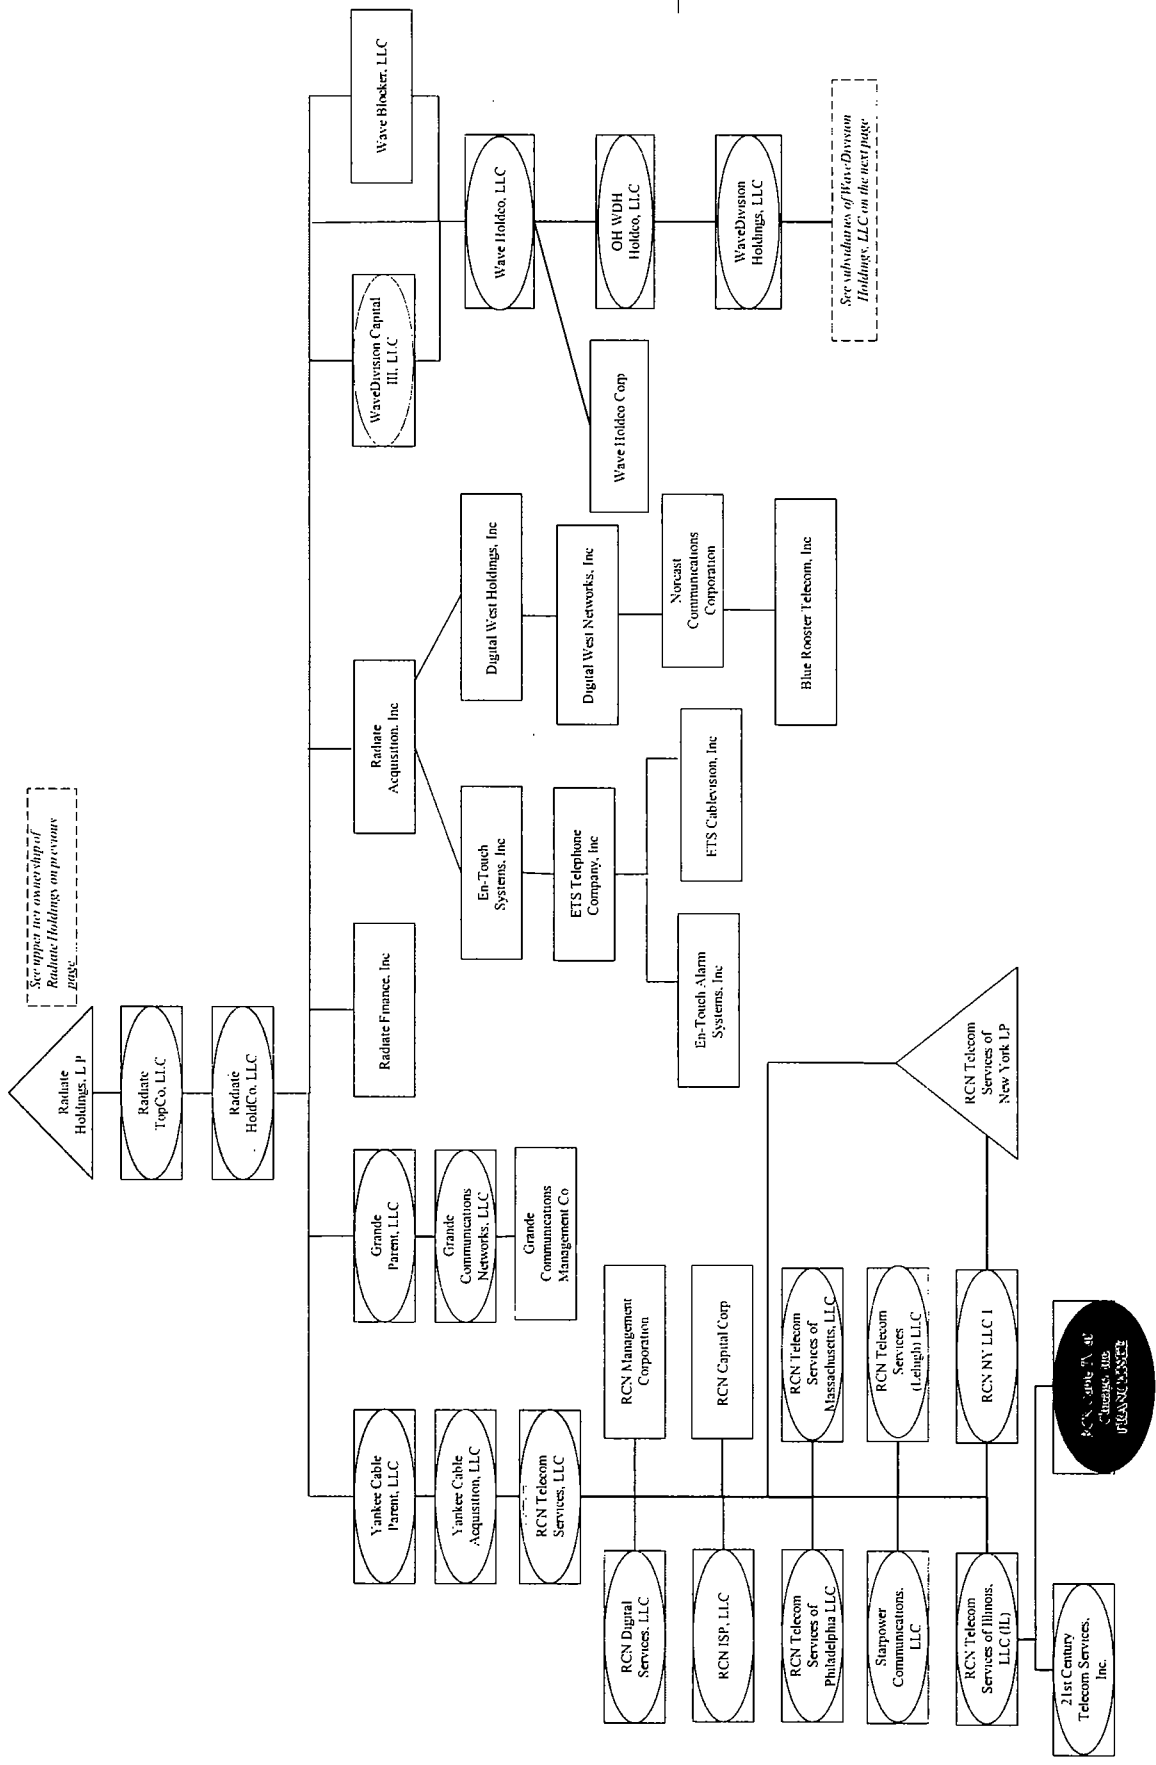 See upper tier ownership of
Radiate Holdings on previous
page
Radiate
Holdings, L P
Radiate
TopCo, LLC
Radiate
HoldCo, LLC
Yankee Cable
Parent, LLC
Grande
Parent, LLC
Radiate Finance, Inc
Radiate
Acquisition, Inc
WaveDivision Capital
III, LLC
Wave Blocker, LLC
Yankee Cable
Acquisition, LLC
Grande
Communications
Networks, LLC
En-Touch
Systems, Inc
Digital West Holdings, Inc
Wave Holdco, LLC
RCN Telecom
Services, LLC
Grande
Communications
Management Co
ETS Telephone
Company, Inc
Digital West Networks, Inc
Wave Holdco Corp
OH WDH
Holdco, LLC
RCN Digital
Services, LLC
RCN Management
Corporation
En-Touch Alarm
Systems, Inc
ETS Cablevision, Inc
Norcast
Communications
Corporation
WaveDivision
Holdings, LLC
RCN ISP, LLC
RCN Capital Corp
Blue Rooster Telecom, Inc
See subsidiaries of WaveDivision
Holdings, LLC on the next page
RCN Telecom
Services of
Philadelphia LLC
RCN Telecom
Services of
Massachusetts, LLC
Starpower
Communications,
LLC
RCN Telecom
Services
(Lehigh) LLC
RCN Telecom
Services of Illinois,
LLC (IL)
RCN NY LLC 1
RCN Telecom
Services of
New York LP
21st Century
Telecom Services,
Inc.
RCN